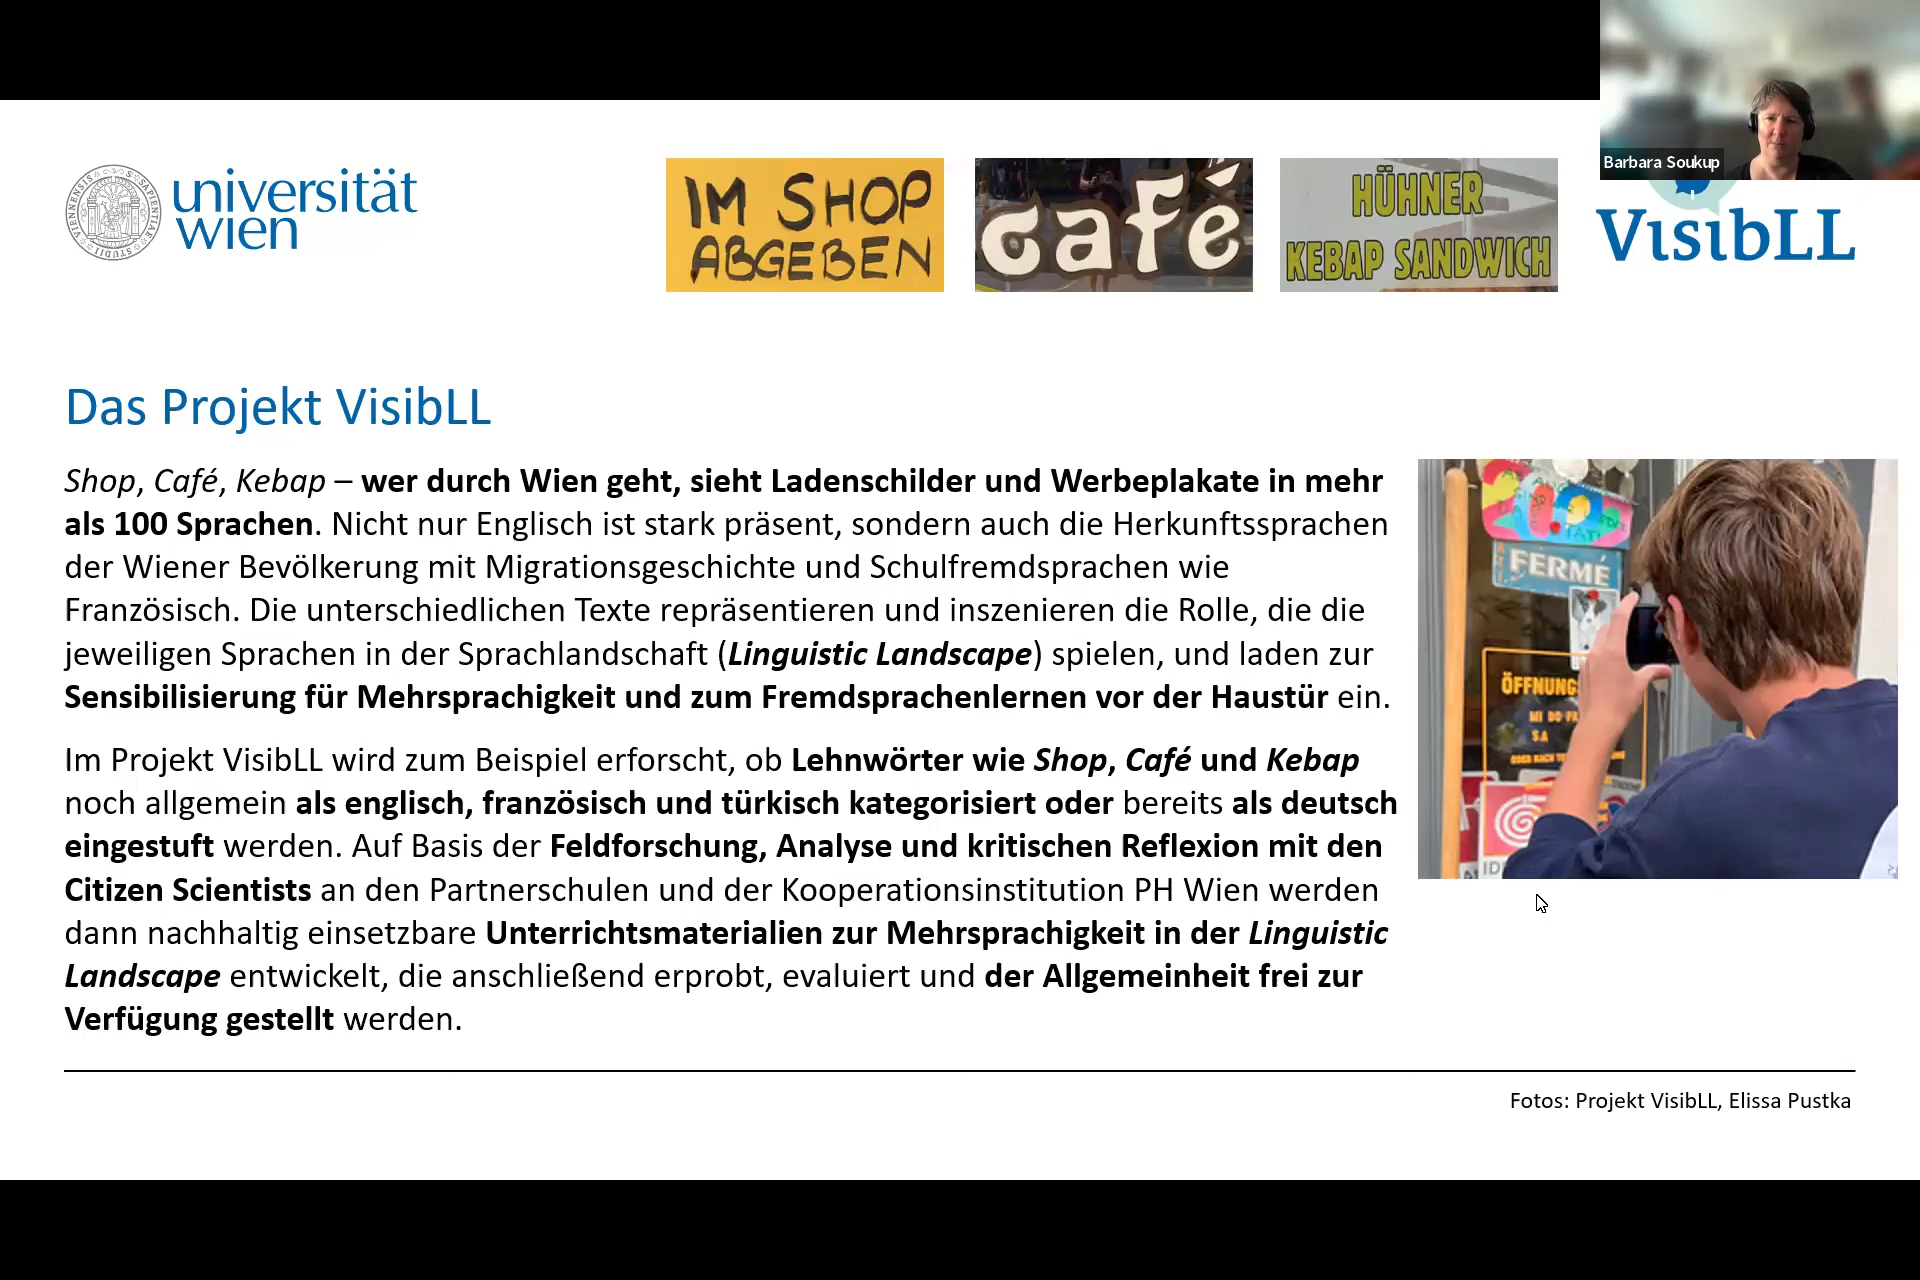 Barbara Soukup
universität
wien
IM SHOP
ABGEBEN
café
HÜHNER
KEBAP SANDWICH
VisibLL
Das Projekt VisibLL
Shop, Café, Kebap – wer durch Wien geht, sieht Ladenschilder und Werbeplakate in mehr
als 100 Sprachen. Nicht nur Englisch ist stark präsent, sondern auch die Herkunftssprachen
der Wiener Bevölkerung mit Migrationsgeschichte und Schulfremdsprachen wie
Französisch. Die unterschiedlichen Texte repräsentieren und inszenieren die Rolle, die die
jeweiligen Sprachen in der Sprachlandschaft (Linguistic Landscape) spielen, und laden zur
Sensibilisierung für Mehrsprachigkeit und zum Fremdsprachenlernen vor der Haustür ein.
Im Projekt VisibLL wird zum Beispiel erforscht, ob Lehnwörter wie Shop, Café und Kebap
noch allgemein als englisch, französisch und türkisch kategorisiert oder bereits als deutsch
eingestuft werden. Auf Basis der Feldforschung, Analyse und kritischen Reflexion mit den
Citizen Scientists an den Partnerschulen und der Kooperationsinstitution PH Wien werden
dann nachhaltig einsetzbare Unterrichtsmaterialien zur Mehrsprachigkeit in der Linguistic
Landscape entwickelt, die anschließend erprobt, evaluiert und der Allgemeinheit frei zur
Verfügung gestellt werden.
FERMÉ
ÖFFNUNG
MI DO FR
SA
Fotos: Projekt VisibLL, Elissa Pustka